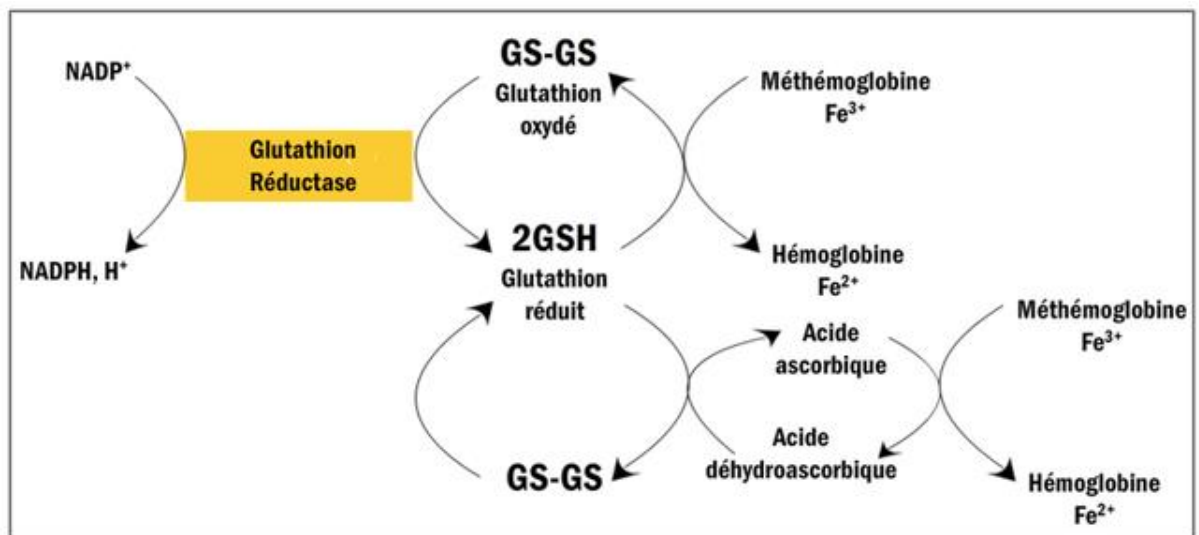 NADP⁺
GS-GS
Glutathion
oxydé
Méthémoglobine
Fe³⁺
Glutathion
Réductase
NADPH, H⁺
2GSH
Glutathion
réduit
Hémoglobine
Fe²⁺
Acide
ascorbique
Méthémoglobine
Fe³⁺
Acide
déhydroascorbique
GS-GS
Hémoglobine
Fe²⁺